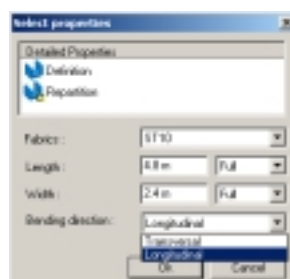 Select properties
Detailed Properties
Definition
Repartition
Fabrics : ST10
Length : 4.8 m Full
Width : 2.4 m Full
Bending direction : Longitudinal
Transversal
Longitudinal
Ok Cancel